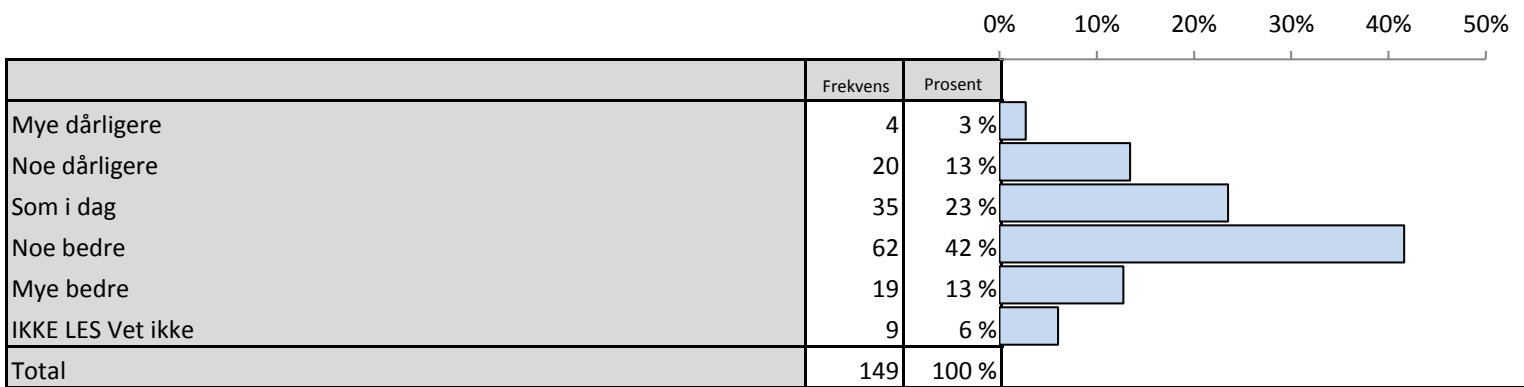 0% 10% 20% 30% 40% 50%
Frekvens Prosent
Mye dårligere 4 3 %
Noe dårligere 20 13 %
Som i dag 35 23 %
Noe bedre 62 42 %
Mye bedre 19 13 %
IKKE LES Vet ikke 9 6 %
Total 149 100 %